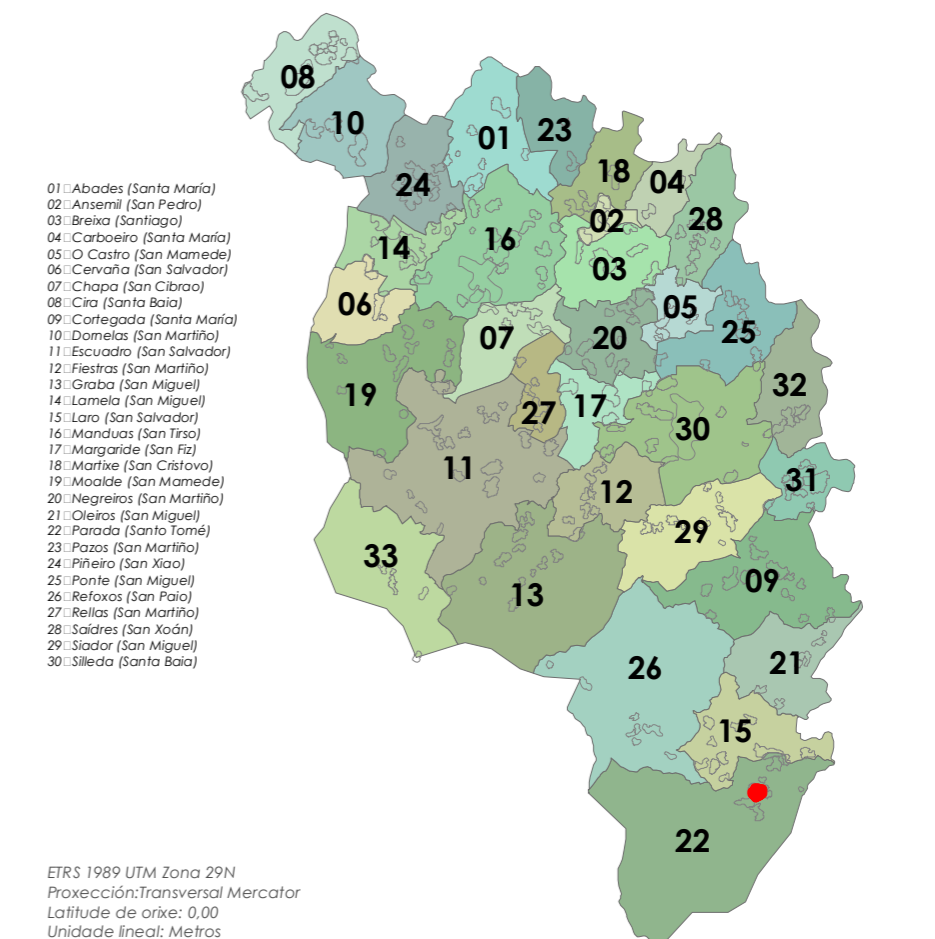 08
10
01
23
18
04
24
02
28
16
14
03
06
05
07
20
25
19
27
17
32
30
11
12
31
29
33
13
09
26
21
15
22
01 Abades (Santa María)
02 Ansemil (San Pedro)
03 Breixa (Santiago)
04 Carboeiro (Santa María)
05 O Castro (San Mamede)
06 Cervaña (San Salvador)
07 Chapa (San Cibrao)
08 Cira (Santa Baia)
09 Cortegada (Santa María)
10 Dornelas (San Martiño)
11 Escuadro (San Salvador)
12 Fiestras (San Martiño)
13 Graba (San Miguel)
14 Lamela (San Miguel)
15 Laro (San Salvador)
16 Manduas (San Tirso)
17 Margaride (San Fiz)
18 Martixe (San Cristovo)
19 Moalde (San Mamede)
20 Negreiros (San Martiño)
21 Oleiros (San Miguel)
22 Parada (Santo Tomé)
23 Pazos (San Martiño)
24 Piñeiro (San Xiao)
25 Ponte (San Miguel)
26 Refoxos (San Paio)
27 Rellas (San Martiño)
28 Saídres (San Xoán)
29 Siador (San Miguel)
30 Silleda (Santa Baia)
ETRS 1989 UTM Zona 29N
Proxección:Transversal Mercator
Latitude de orixe: 0,00
Unidade lineal: Metros